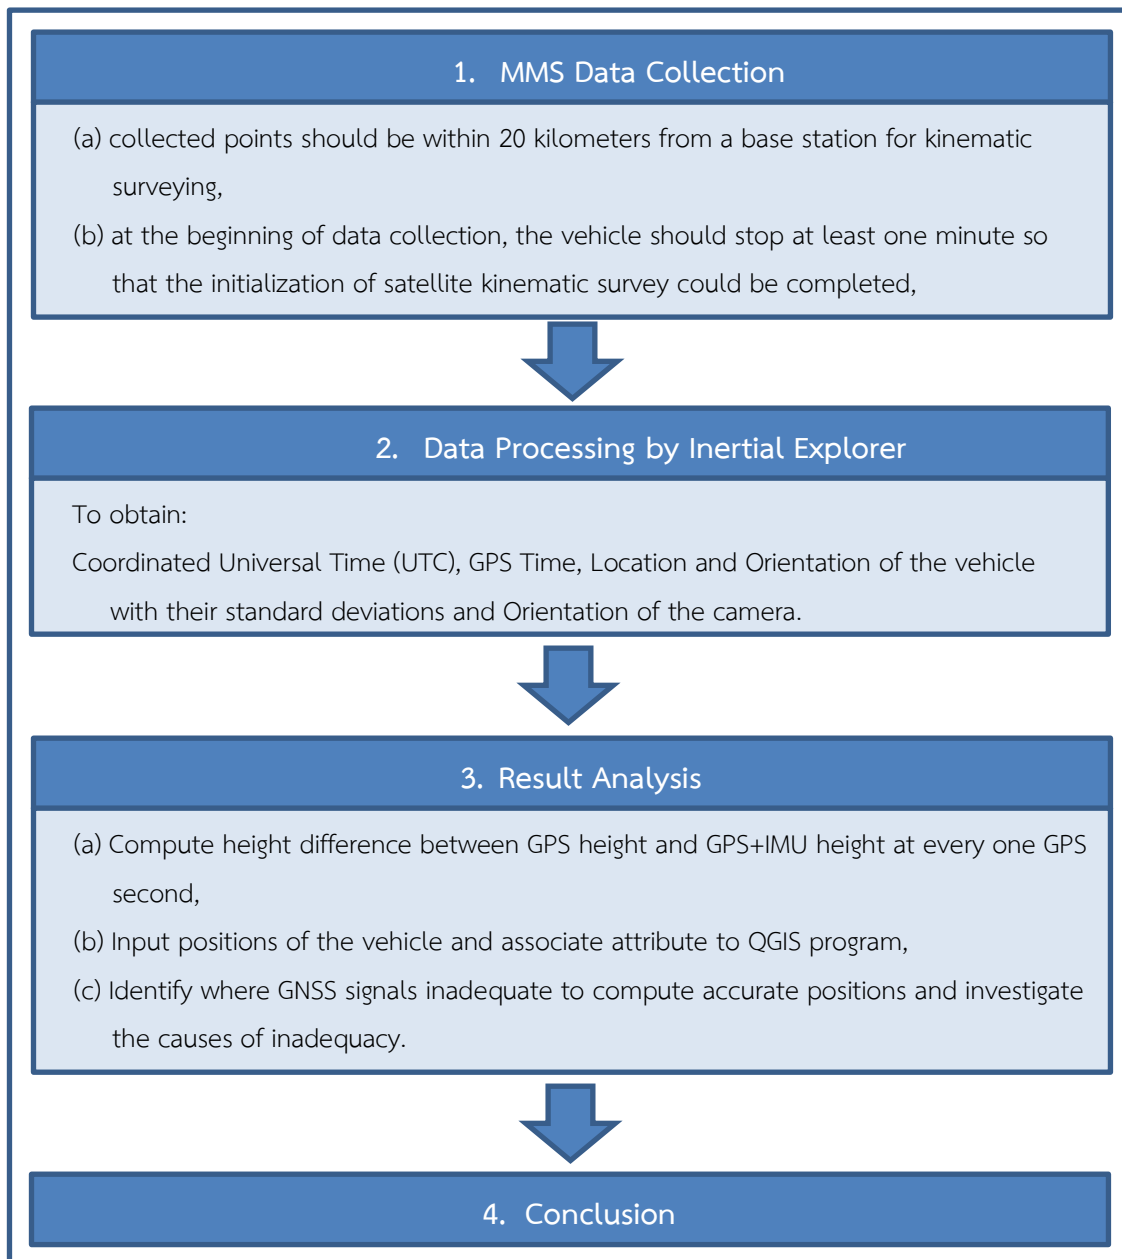 1. MMS Data Collection
(a) collected points should be within 20 kilometers from a base station for kinematic
surveying,
(b) at the beginning of data collection, the vehicle should stop at least one minute so
that the initialization of satellite kinematic survey could be completed,
2. Data Processing by Inertial Explorer
To obtain:
Coordinated Universal Time (UTC), GPS Time, Location and Orientation of the vehicle
with their standard deviations and Orientation of the camera.
3. Result Analysis
(a) Compute height difference between GPS height and GPS+IMU height at every one GPS
second,
(b) Input positions of the vehicle and associate attribute to QGIS program,
(c) Identify where GNSS signals inadequate to compute accurate positions and investigate
the causes of inadequacy.
4. Conclusion